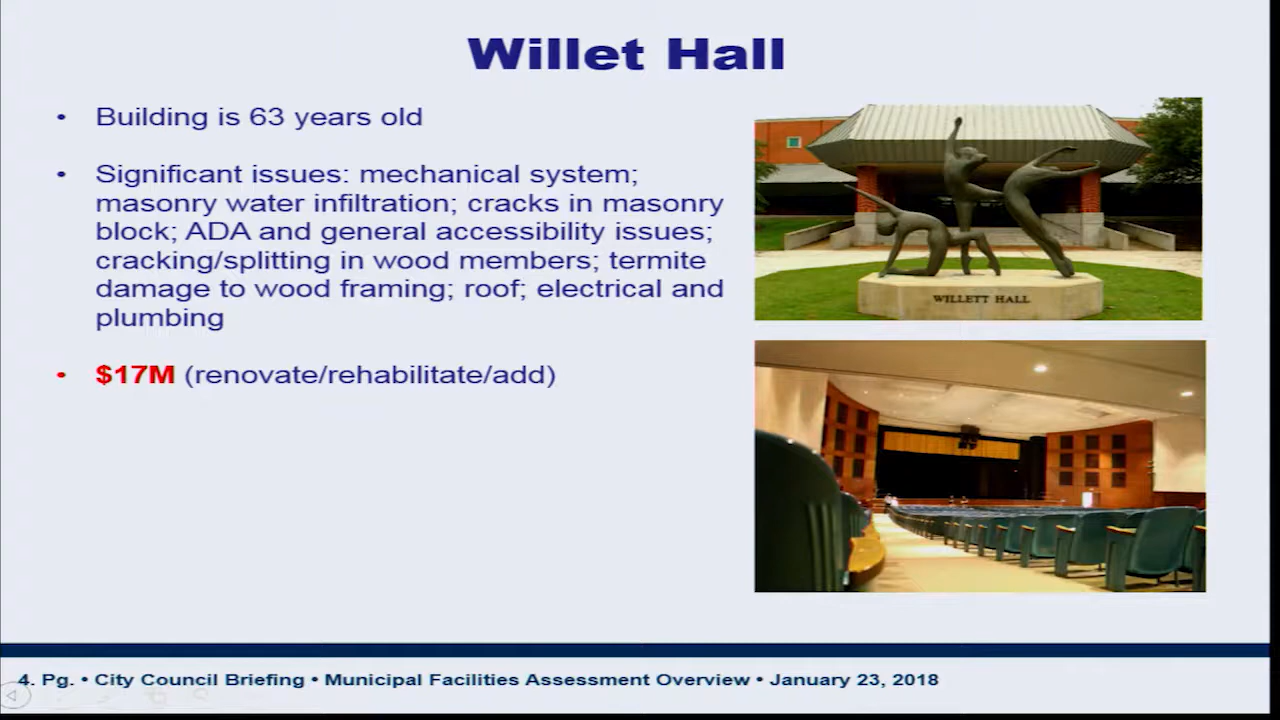 Willet Hall
• Building is 63 years old
• Significant issues: mechanical system;
masonry water infiltration; cracks in masonry
block; ADA and general accessibility issues;
cracking/splitting in wood members; termite
damage to wood framing; roof; electrical and
plumbing
• $17M (renovate/rehabilitate/add)
WILLETT HALL
4. Pg. • City Council Briefing • Municipal Facilities Assessment Overview • January 23, 2018